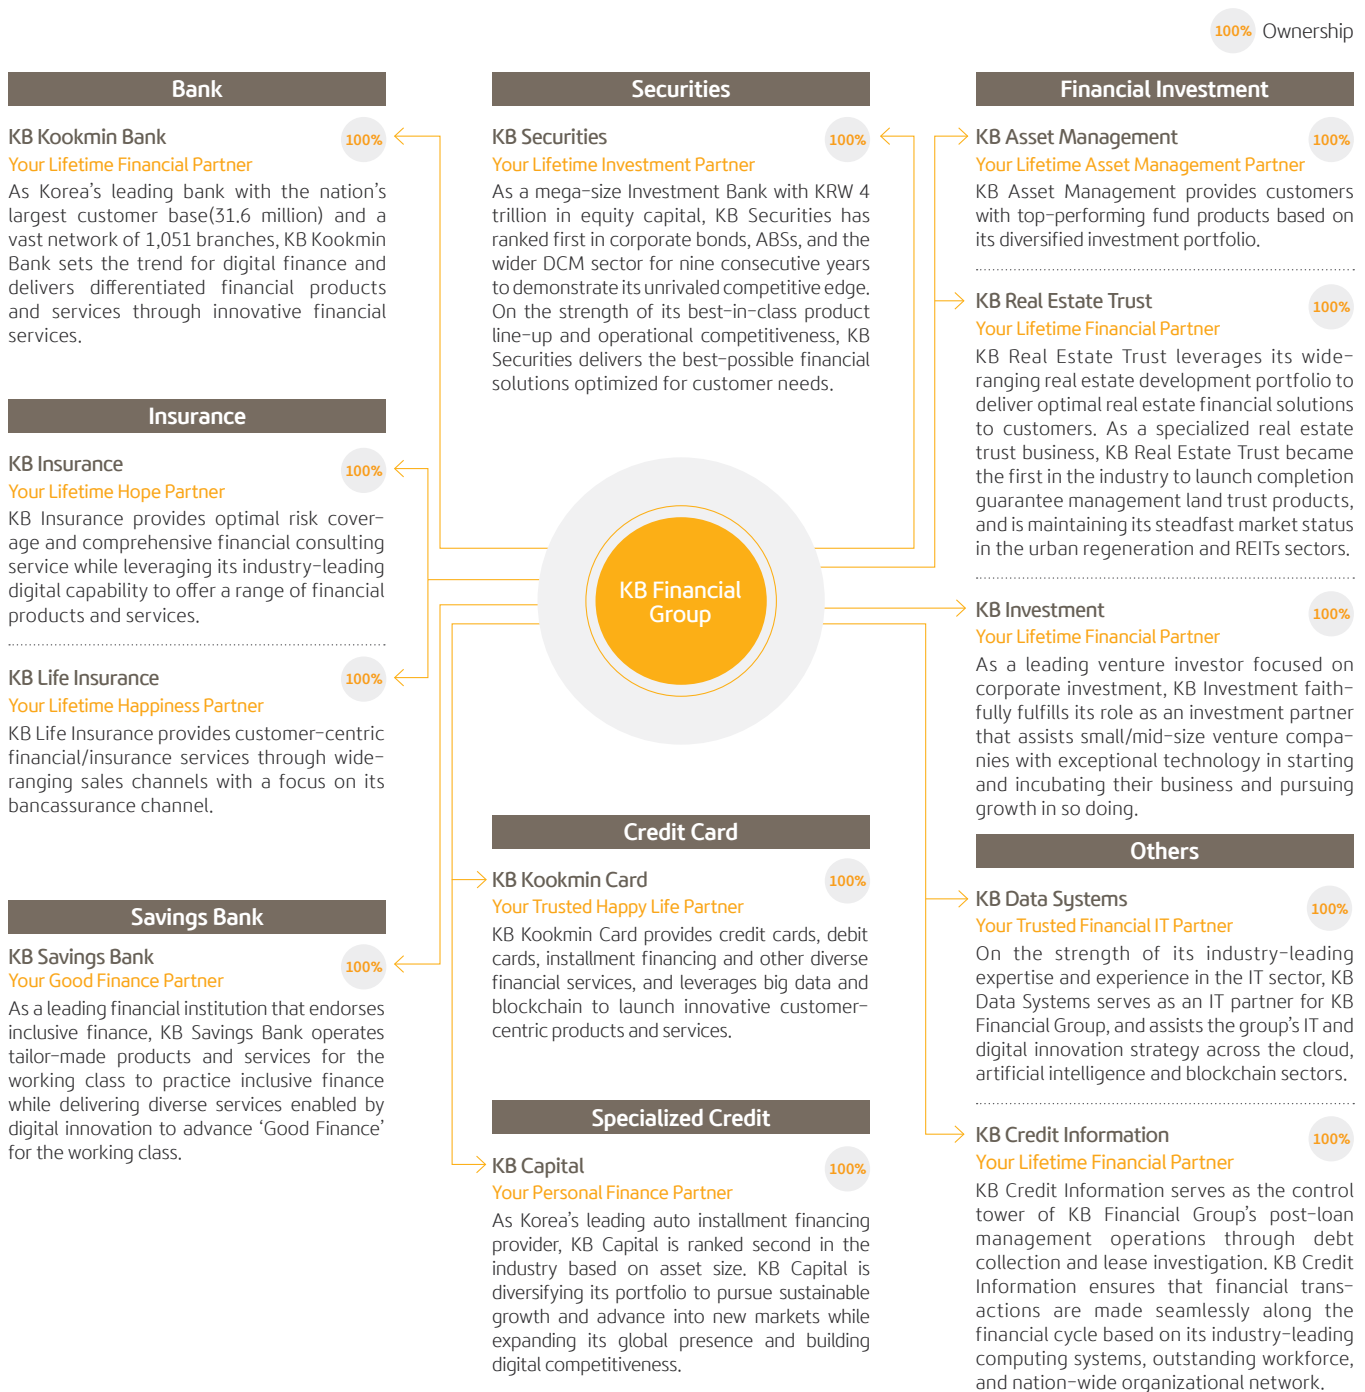 100% Ownership
Bank
KB Kookmin Bank
100%
Your Lifetime Financial Partner
As Korea's leading bank with the nation's
largest customer base(31.6 million) and a
vast network of 1,051 branches, KB Kookmin
Bank sets the trend for digital finance and
delivers differentiated financial products
and services through innovative financial
services.
Insurance
KB Insurance
100%
Your Lifetime Hope Partner
KB Insurance provides optimal risk cover-
age and comprehensive financial consulting
service while leveraging its industry-leading
digital capability to offer a range of financial
products and services.
KB Life Insurance
100%
Your Lifetime Happiness Partner
KB Life Insurance provides customer-centric
financial/insurance services through wide-
ranging sales channels with a focus on its
bancassurance channel.
Savings Bank
KB Savings Bank
100%
Your Good Finance Partner
As a leading financial institution that endorses
inclusive finance, KB Savings Bank operates
tailor-made products and services for the
working class to practice inclusive finance
while delivering diverse services enabled by
digital innovation to advance 'Good Finance'
for the working class.
Securities
KB Securities
100%
Your Lifetime Investment Partner
As a mega-size Investment Bank with KRW 4
trillion in equity capital, KB Securities has
ranked first in corporate bonds, ABSs, and the
wider DCM sector for nine consecutive years
to demonstrate its unrivaled competitive edge.
On the strength of its best-in-class product
line-up and operational competitiveness, KB
Securities delivers the best-possible financial
solutions optimized for customer needs.
KB Financial
Group
Credit Card
KB Kookmin Card
100%
Your Trusted Happy Life Partner
KB Kookmin Card provides credit cards, debit
cards, installment financing and other diverse
financial services, and leverages big data and
blockchain to launch innovative customer-
centric products and services.
Specialized Credit
KB Capital
100%
Your Personal Finance Partner
As Korea's leading auto installment financing
provider, KB Capital is ranked second in the
industry based on asset size. KB Capital is
diversifying its portfolio to pursue sustainable
growth and advance into new markets while
expanding its global presence and building
digital competitiveness.
Financial Investment
KB Asset Management
100%
Your Lifetime Asset Management Partner
KB Asset Management provides customers
with top-performing fund products based on
its diversified investment portfolio.
KB Real Estate Trust
100%
Your Lifetime Financial Partner
KB Real Estate Trust leverages its wide-
ranging real estate development portfolio to
deliver optimal real estate financial solutions
to customers. As a specialized real estate
trust business, KB Real Estate Trust became
the first in the industry to launch completion
guarantee management land trust products,
and is maintaining its steadfast market status
in the urban regeneration and REITs sectors.
KB Investment
100%
Your Lifetime Financial Partner
As a leading venture investor focused on
corporate investment, KB Investment faith-
fully fulfills its role as an investment partner
that assists small/mid-size venture compa-
nies with exceptional technology in starting
and incubating their business and pursuing
growth in so doing.
Others
KB Data Systems
100%
Your Trusted Financial IT Partner
On the strength of its industry-leading
expertise and experience in the IT sector, KB
Data Systems serves as an IT partner for KB
Financial Group, and assists the group's IT and
digital innovation strategy across the cloud,
artificial intelligence and blockchain sectors.
KB Credit Information
100%
Your Lifetime Financial Partner
KB Credit Information serves as the control
tower of KB Financial Group's post-loan
management operations through debt
collection and lease investigation. KB Credit
Information ensures that financial trans-
actions are made seamlessly along the
financial cycle based on its industry-leading
computing systems, outstanding workforce,
and nation-wide organizational network.